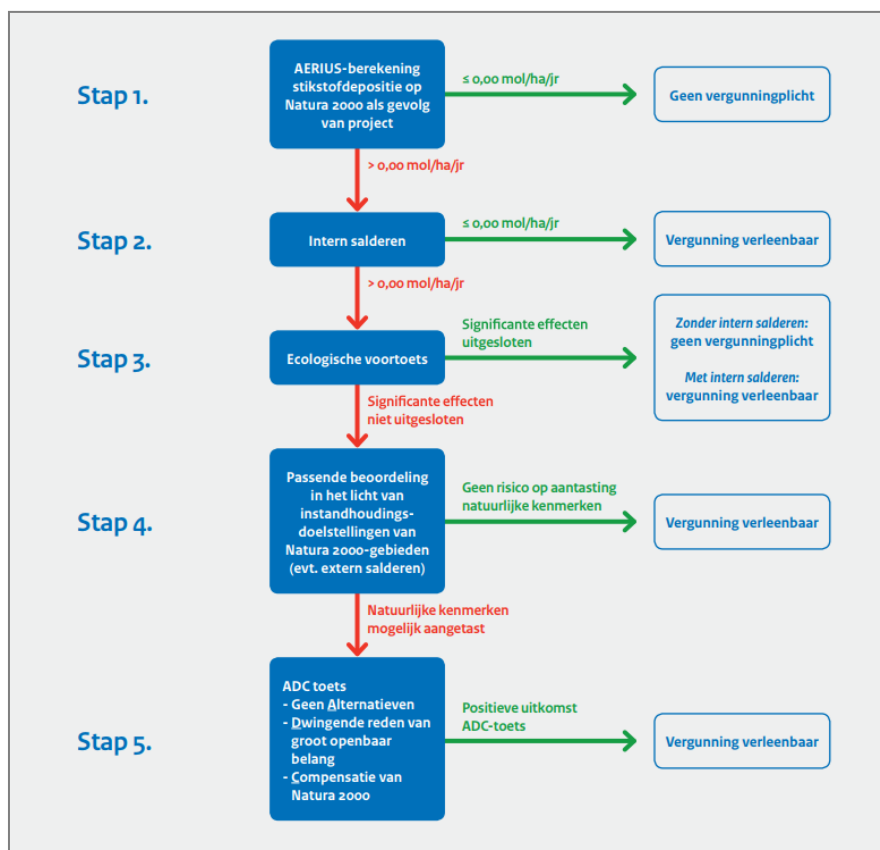 Stap 1.
AERIUS-berekening
stikstofdepositie op
Natura 2000 als gevolg
van project
≤ 0,00 mol/ha/jr
Geen vergunningplicht
> 0,00 mol/ha/jr
Stap 2.
Intern salderen
≤ 0,00 mol/ha/jr
Vergunning verleenbaar
> 0,00 mol/ha/jr
Stap 3.
Ecologische voortoets
Significante effecten
uitgesloten
Zonder intern salderen:
geen vergunningplicht
Met intern salderen:
vergunning verleenbaar
Significante effecten
niet uitgesloten
Stap 4.
Passende beoordeling
in het licht van
instandhoudings-
doelstellingen van
Natura 2000-gebieden
(evt. extern salderen)
Geen risico op aantasting
natuurlijke kenmerken
Vergunning verleenbaar
Natuurlijke kenmerken
mogelijk aangetast
Stap 5.
ADC toets
- Geen Alternatieven
- Dwingende reden van
groot openbaar
belang
- Compensatie van
Natura 2000
Positieve uitkomst
ADC-toets
Vergunning verleenbaar